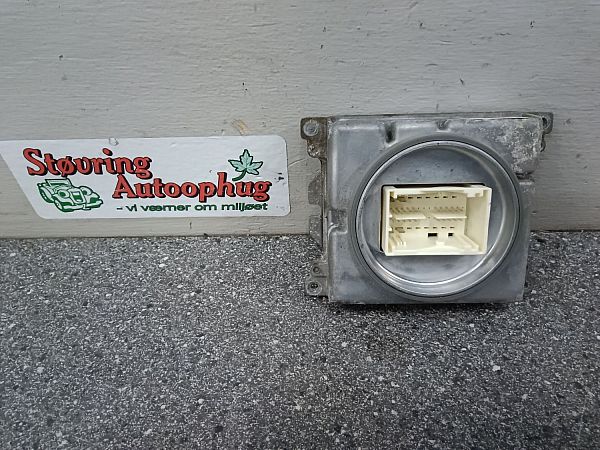 Støvring
Autoophug
- vi værner om miljøet